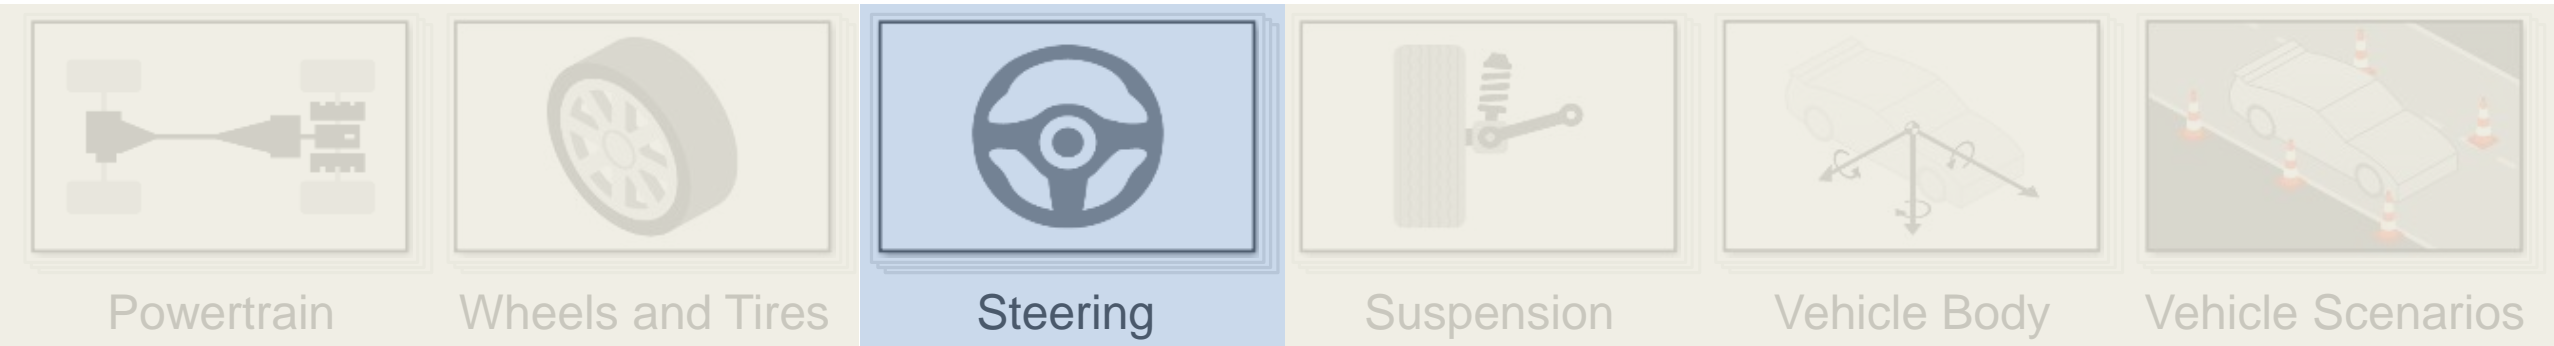 Powertrain
Wheels and Tires
Steering
Suspension
Vehicle Body
Vehicle Scenarios